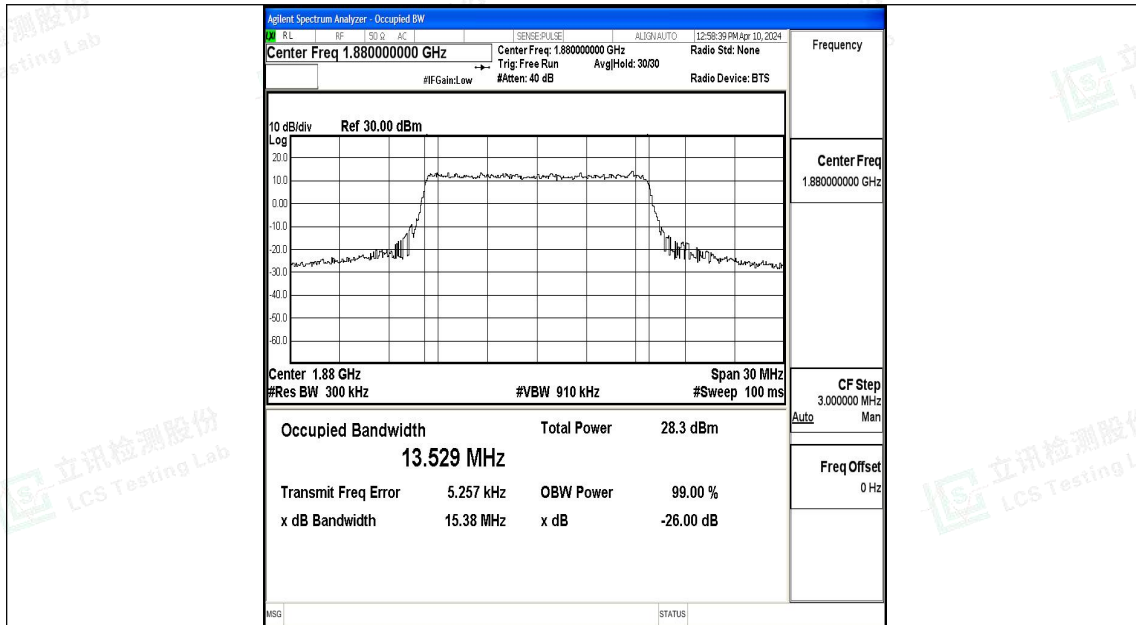 Agilent Spectrum Analyzer - Occupied BW
RL RF 50 Ω AC SENSE:PULSE ALIGN AUTO 12:58:39 PM Apr 10, 2024
Center Freq 1.880000000 GHz
Center Freq: 1.880000000 GHz
Radio Std: None
Trig: Free Run Avg|Hold: 30/30
#IFGain:Low
#Atten: 40 dB
Radio Device: BTS
10 dB/div Ref 30.00 dBm
Log
20.0
10.0
0.00
-10.0
-20.0
-30.0
-40.0
-50.0
-60.0
Center 1.88 GHz
Span 30 MHz
#Res BW 300 kHz
#VBW 910 kHz
#Sweep 100 ms
Occupied Bandwidth
Total Power 28.3 dBm
13.529 MHz
Transmit Freq Error 5.257 kHz
OBW Power 99.00 %
x dB Bandwidth 15.38 MHz
x dB -26.00 dB
MSG
STATUS
Frequency
Center Freq
1.880000000 GHz
CF Step
3.000000 MHz
Auto Man
Freq Offset
0 Hz
立讯检测股份
LCS Testing Lab
立讯检测股份
LCS Testing L